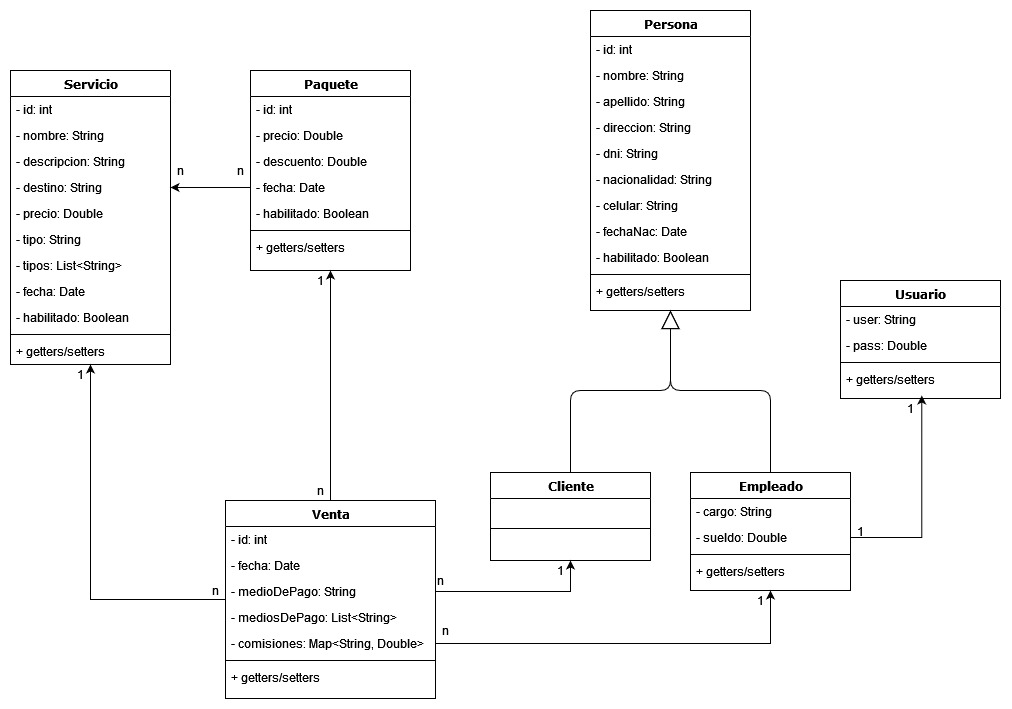 Persona
- id: int
- nombre: String
- apellido: String
- direccion: String
- dni: String
- nacionalidad: String
- celular: String
- fechaNac: Date
- habilitado: Boolean
+ getters/setters
Servicio
- id: int
- nombre: String
- descripcion: String
- destino: String
- precio: Double
- tipo: String
- tipos: List<String>
- fecha: Date
- habilitado: Boolean
+ getters/setters
1
n
n
Paquete
- id: int
- precio: Double
- descuento: Double
- fecha: Date
- habilitado: Boolean
+ getters/setters
1
Usuario
- user: String
- pass: Double
+ getters/setters
1
n
Venta
- id: int
- fecha: Date
- medioDePago: String
- mediosDePago: List<String>
- comisiones: Map<String, Double>
+ getters/setters
n
n
n
Cliente
1
Empleado
- cargo: String
- sueldo: Double
+ getters/setters
1
1